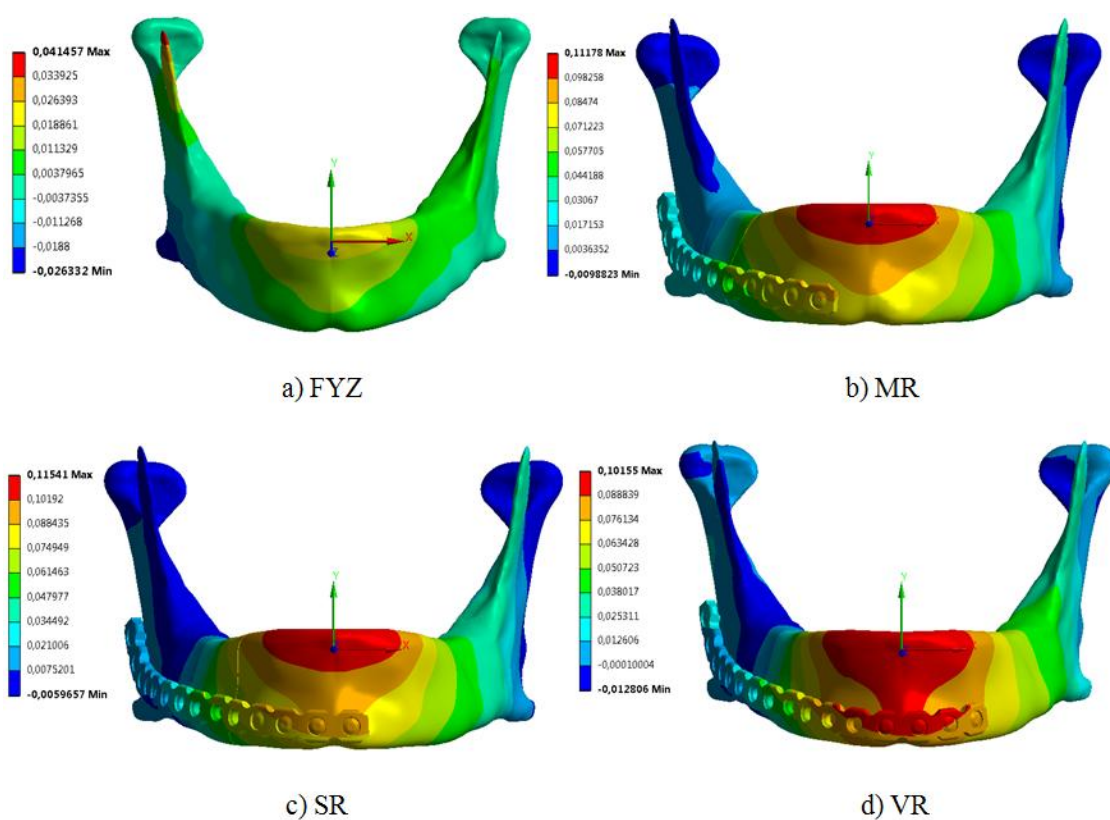 0,041457 Max
0,033925
0,026393
0,018861
0,011329
0,0037965
-0,0037355
-0,011268
-0,0188
-0,026332 Min
Y
X
Z
a) FYZ
0,11178 Max
0,098258
0,08474
0,071223
0,057705
0,044188
0,03067
0,017153
0,0036352
-0,0098823 Min
Y
X
b) MR
0,11541 Max
0,10192
0,088435
0,074949
0,061463
0,047977
0,034492
0,021006
0,0075201
-0,0059657 Min
Y
X
c) SR
0,10155 Max
0,088839
0,076134
0,063428
0,050723
0,038017
0,025311
0,012606
-0,00010004
-0,012806 Min
Y
X
d) VR